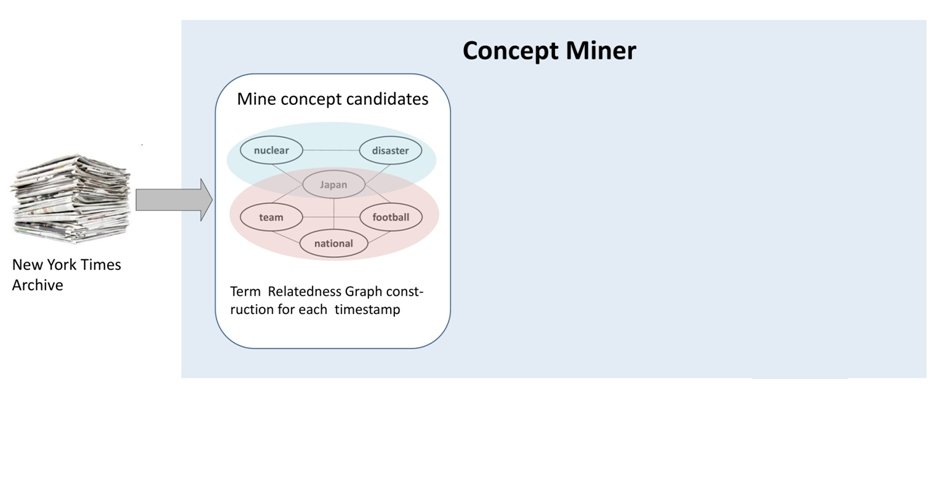 Concept Miner
Mine concept candidates
nuclear
disaster
Japan
team
football
national
Term Relatedness Graph const-
ruction for each timestamp
New York Times
Archive